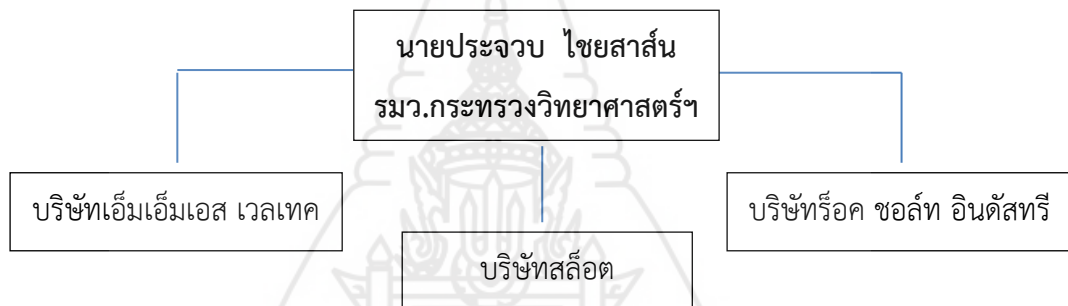 นายประจวบ ไชยสาส์น
รมว.กระทรวงวิทยาศาสตร์ฯ
บริษัทเอ็มเอ็มเอส เวลเทค
บริษัทสล็อต
บริษัทร็อค ซอล์ท อินดัสทรี